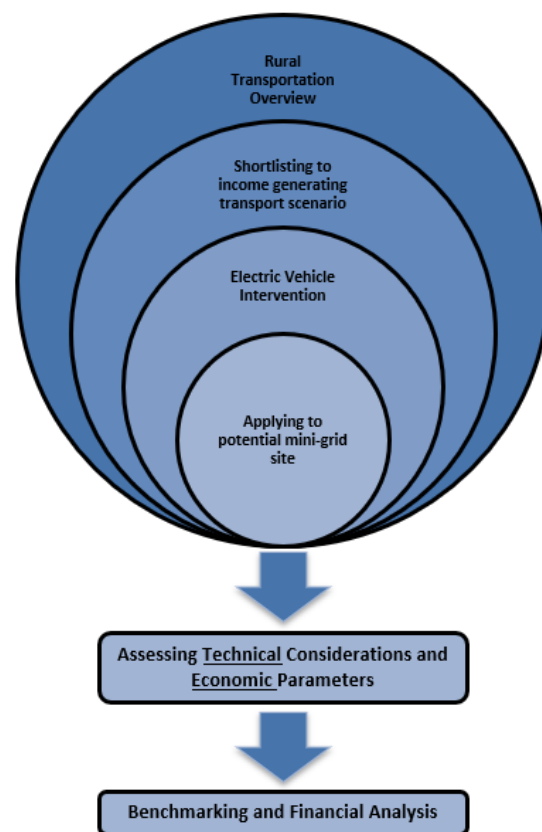 Rural
Transportation
Overview
Shortlisting to
income generating
transport scenario
Electric Vehicle
Intervention
Applying to
potential mini-grid
site
Assessing Technical Considerations and
Economic Parameters
Benchmarking and Financial Analysis